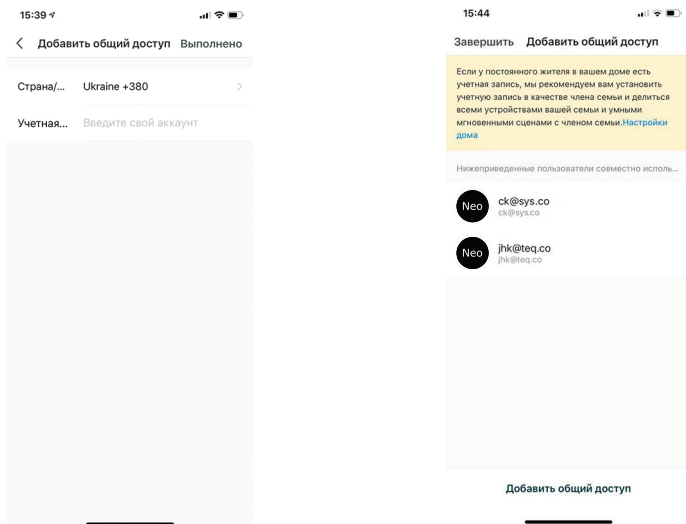 15:39
Добавить общий доступ Выполнено
Страна/... Ukraine +380
Учетная... Введите свой аккаунт
15:44
Завершить Добавить общий доступ
Если у постоянного жителя в вашем доме есть
учетная запись, мы рекомендуем вам установить
учетную запись в качестве члена семьи и делиться
всеми устройствами вашей семьи и умными
мгновенными сценами с членом семьи.Настройки
дома
Нижеприведенные пользователи совместно исполь...
Neo ck@sys.co
ck@sys.co
Neo jhk@teq.co
jhk@teq.co
Добавить общий доступ